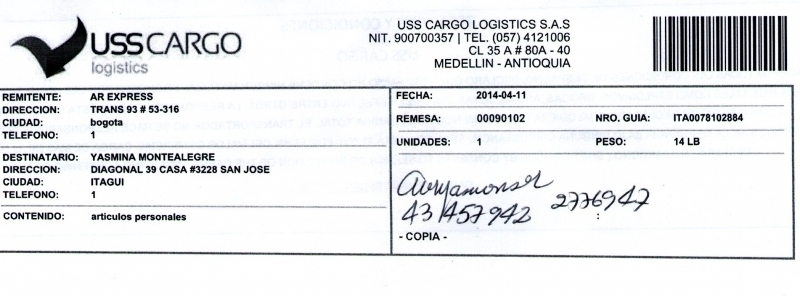 USSCARGO
logistics
USS CARGO LOGISTICS S.A.S
NIT. 900700357 | TEL. (057) 4121006
CL 35 A # 80A - 40
MEDELLIN - ANTIOQUIA
REMITENTE: AR EXPRESS
DIRECCION: TRANS 93 # 53-316
CIUDAD: bogota
TELEFONO: 1
DESTINATARIO: YASMINA MONTEALEGRE
DIRECCION: DIAGONAL 39 CASA #3228 SAN JOSE
CIUDAD: ITAGUI
TELEFONO: 1
CONTENIDO: articulos personales
FECHA: 2014-04-11
REMESA: 00090102 NRO. GUIA: ITA0078102884
UNIDADES: 1 PESO: 14 LB
43457942 2776947
- COPIA -